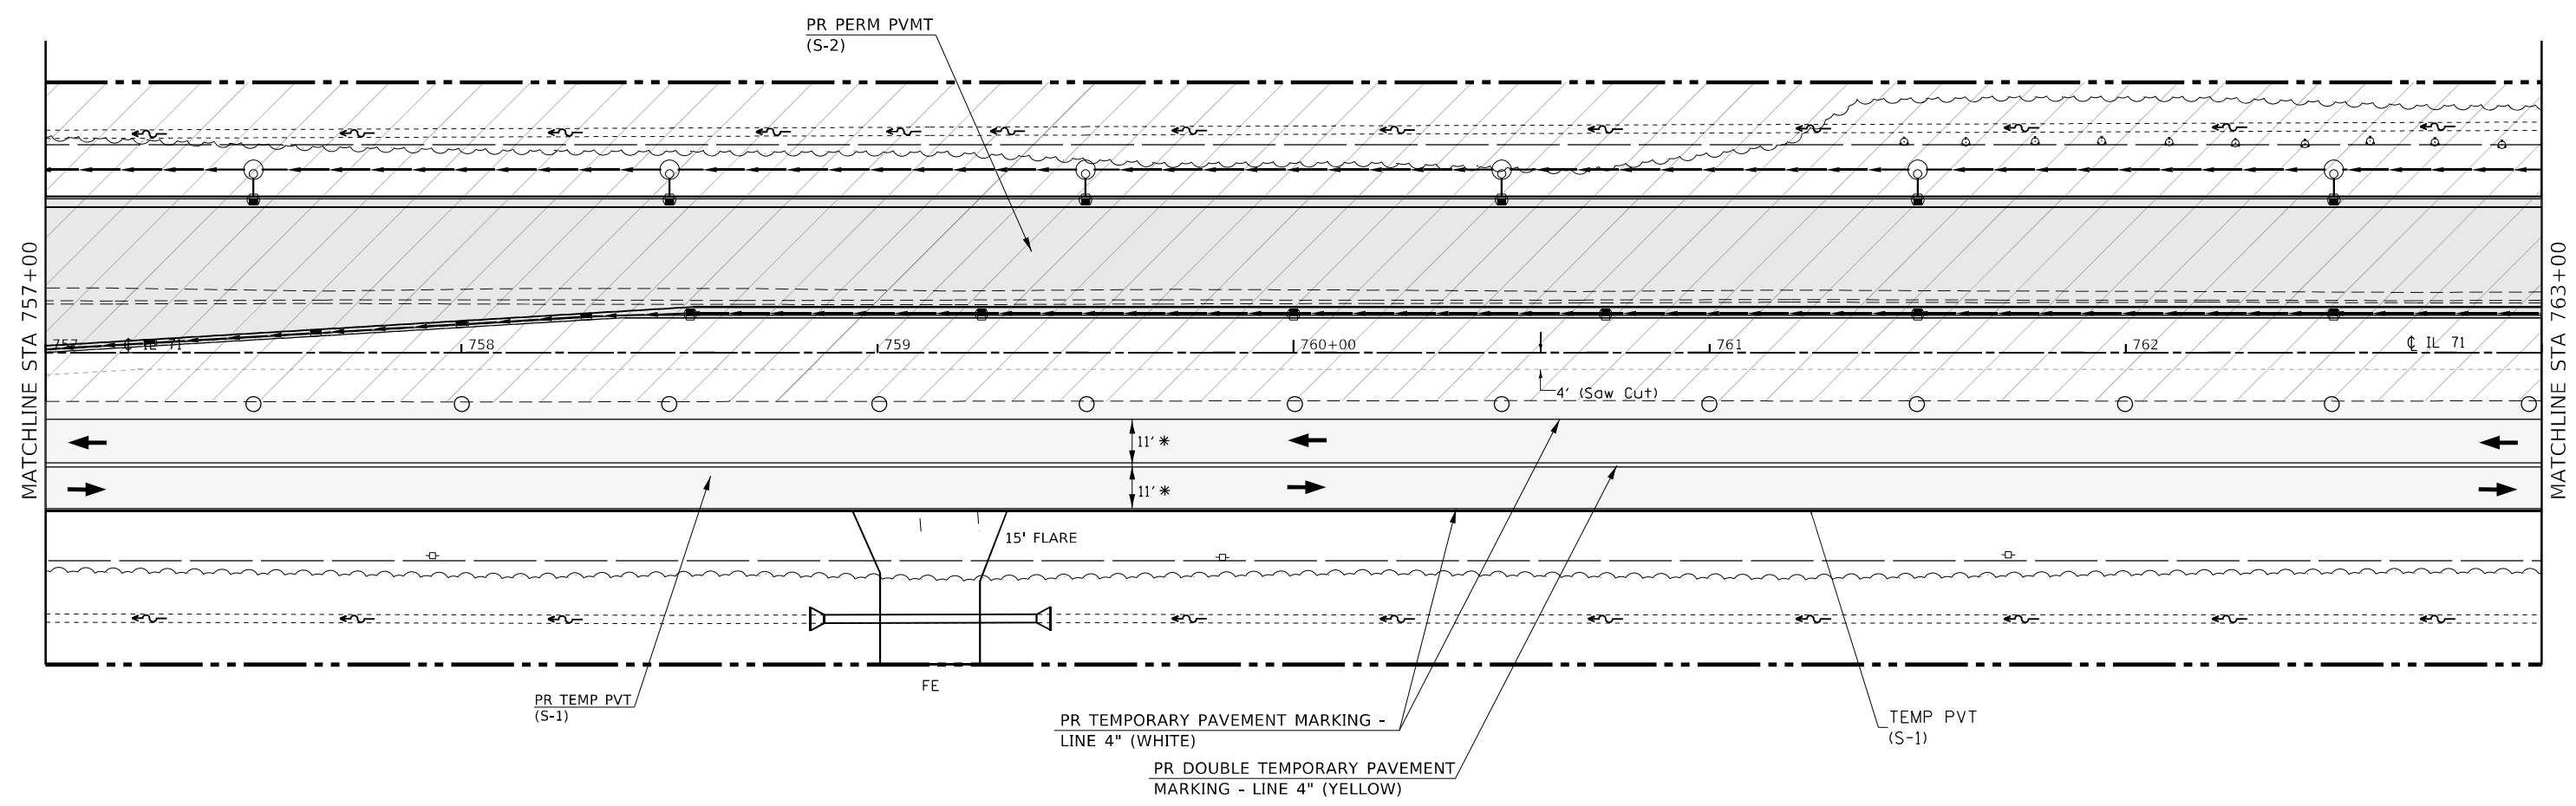 PR PERM PVMT
(S-2)
MATCHLINE STA 757+00
MATCHLINE STA 763+00
757
℄ IL 71
758
759
760+00
761
762
℄ IL 71
4' (Saw Cut)
11' *
11' *
15' FLARE
FE
PR TEMP PVT
(S-1)
PR TEMPORARY PAVEMENT MARKING -
LINE 4" (WHITE)
TEMP PVT
(S-1)
PR DOUBLE TEMPORARY PAVEMENT
MARKING - LINE 4" (YELLOW)